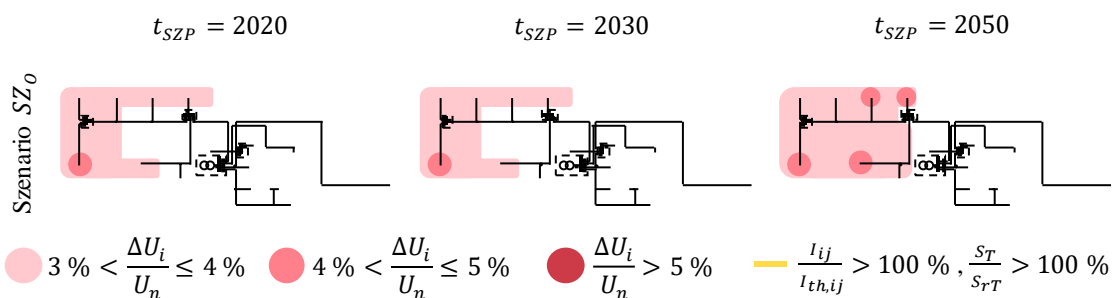 t_SZP = 2020
t_SZP = 2030
t_SZP = 2050
Szenario SZ_O
3 % < ΔU_i/U_n ≤ 4 %
4 % < ΔU_i/U_n ≤ 5 %
ΔU_i/U_n > 5 %
I_ij/I_th,ij > 100 % , S_T/S_rT > 100 %